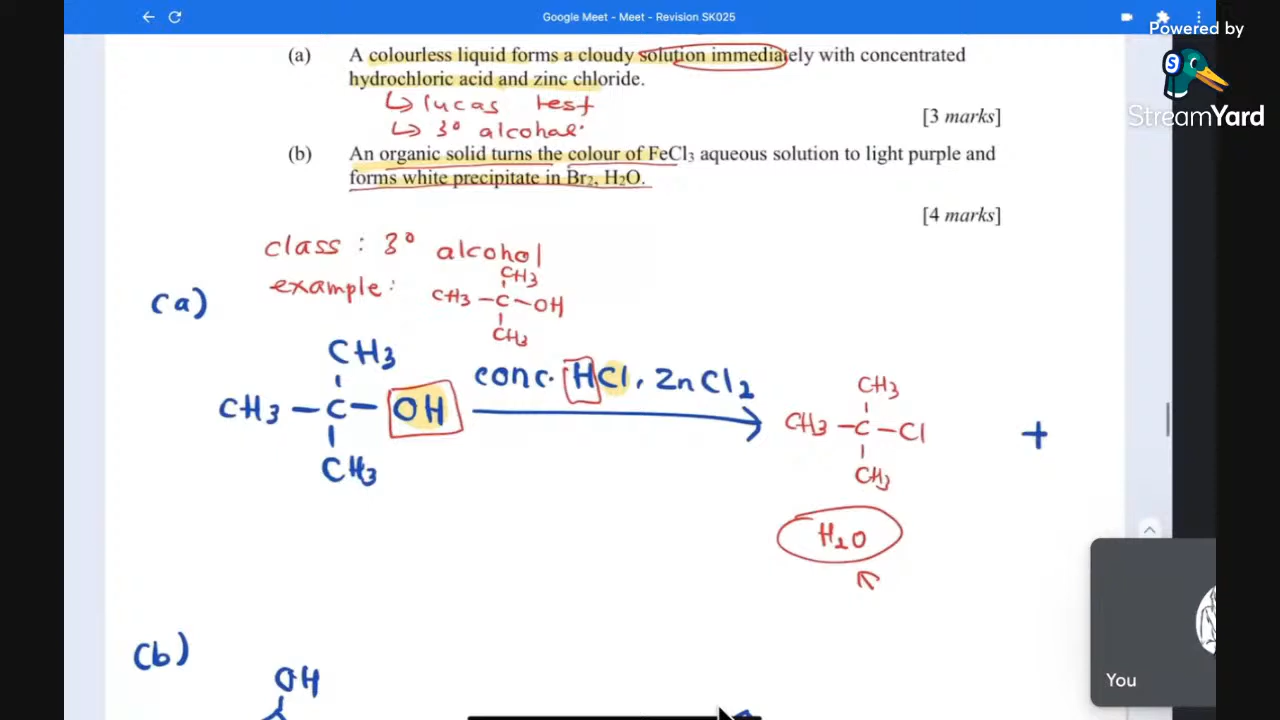 Google Meet - Meet - Revision SK025
Powered by
StreamYard
(a) A colourless liquid forms a cloudy solution immediately with concentrated
hydrochloric acid and zinc chloride.
↳ lucas test
[3 marks]
↳ 3° alcohol
(b) An organic solid turns the colour of FeCl₃ aqueous solution to light purple and
forms white precipitate in Br₂, H₂O.
[4 marks]
class : 3° alcohol
example :
CH3
CH3 - C - OH
CH3
(a)
CH3
CH3 - C - OH
CH3
conc. HCl, ZnCl2
CH3
CH3 - C - Cl
CH3
+
H2O
(b)
OH
You